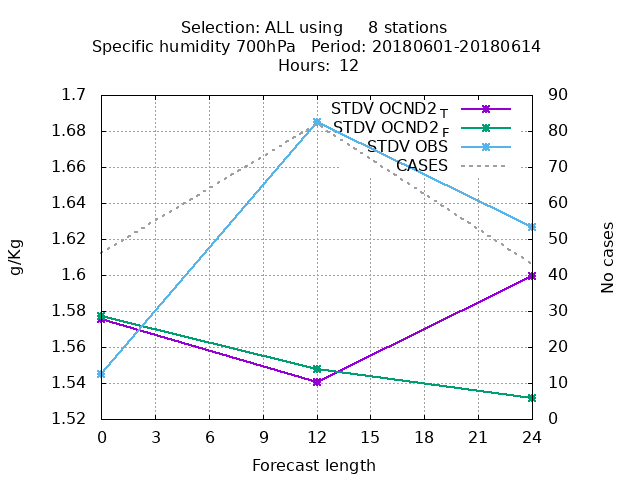 Selection: ALL using 8 stations
Specific humidity 700hPa Period: 20180601-20180614
Hours: 12
1.7
1.68
1.66
1.64
1.62
1.6
1.58
1.56
1.54
1.52
g/Kg
STDV OCND2 T
STDV OCND2 F
STDV OBS
CASES
90
80
70
60
50
40
30
20
10
0
No cases
0 3 6 9 12 15 18 21 24
Forecast length